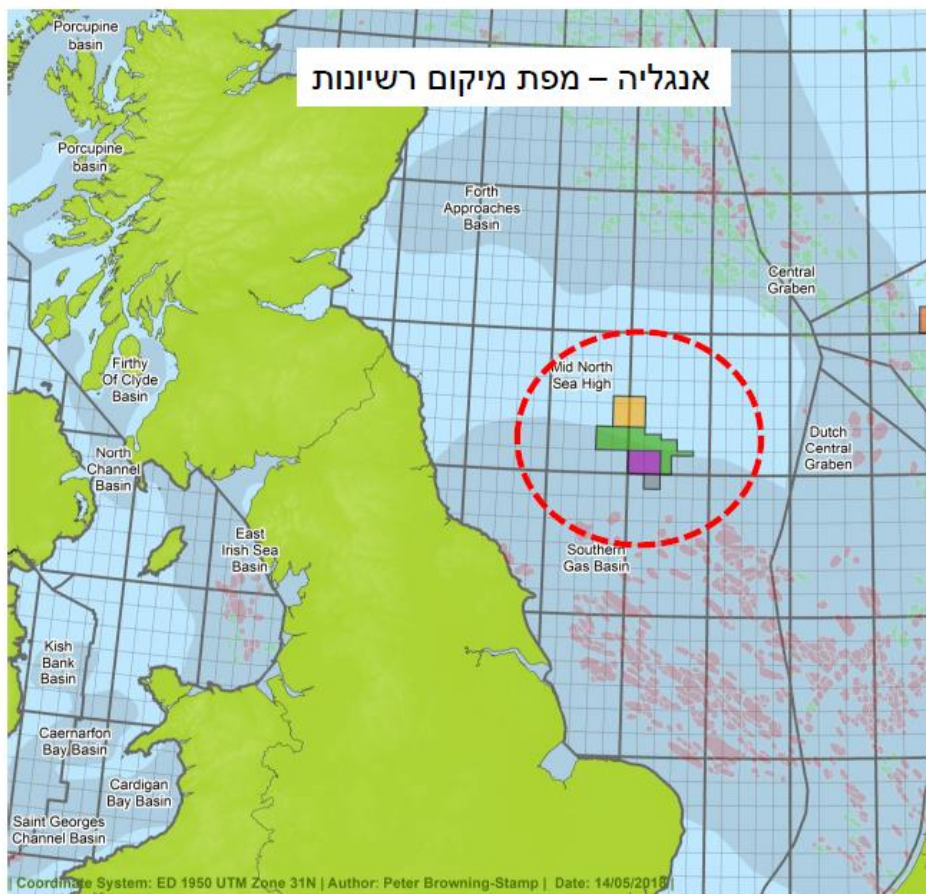 Porcupine
basin
אנגליה – מפת מיקום רשיונות
Porcupine
basin
Forth
Approaches
Basin
Central
Graben
Firthy
Of Clyde
Basin
Mid North
Sea High
North
Channel
Basin
Dutch
Central
Graben
East
Irish Sea
Basin
Southern
Gas Basin
Kish
Bank
Basin
Caernarfon
Bay Basin
Cardigan
Bay Basin
Saint Georges
Channel Basin
| Coordinate System: ED 1950 UTM Zone 31N | Author: Peter Browning-Stamp | Date: 14/05/2018 |